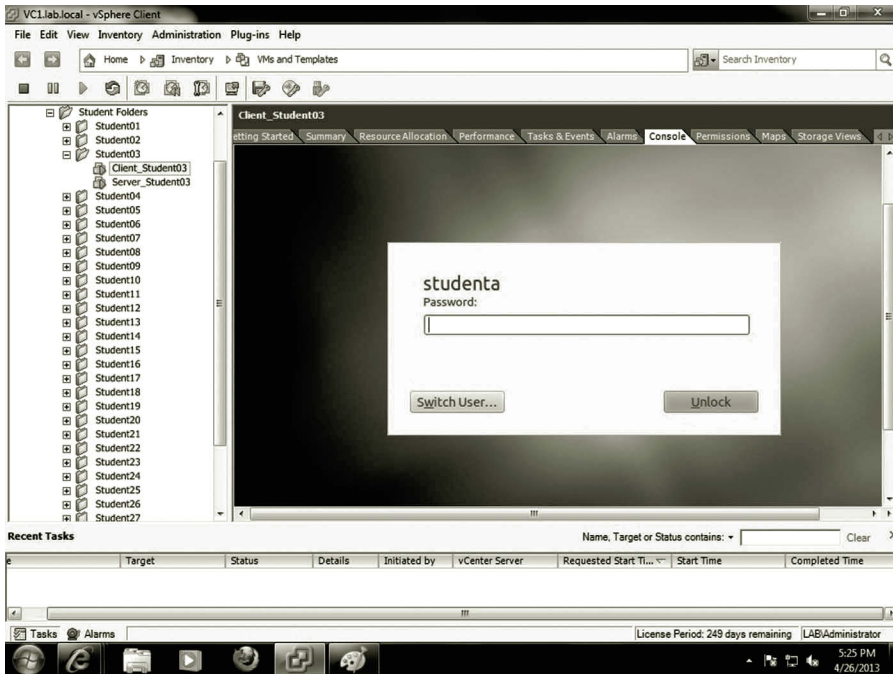 VC1.lab.local - vSphere Client
File Edit View Inventory Administration Plug-ins Help
Home Inventory VMs and Templates Search Inventory
Student Folders
Student01
Student02
Student03
Client_Student03
Server_Student03
Student04
Student05
Student06
Student07
Student08
Student09
Student10
Student11
Student12
Student13
Student14
Student15
Student16
Student17
Student18
Student19
Student20
Student21
Student22
Student23
Student24
Student25
Student26
Student27
Client_Student03
etting Started Summary Resource Allocation Performance Tasks & Events Alarms Console Permissions Maps Storage Views
studenta
Password:
Switch User... Unlock
Recent Tasks Name, Target or Status contains: Clear
e Target Status Details Initiated by vCenter Server Requested Start Ti... Start Time Completed Time
Tasks Alarms License Period: 249 days remaining LAB\Administrator
5:25 PM
4/26/2013